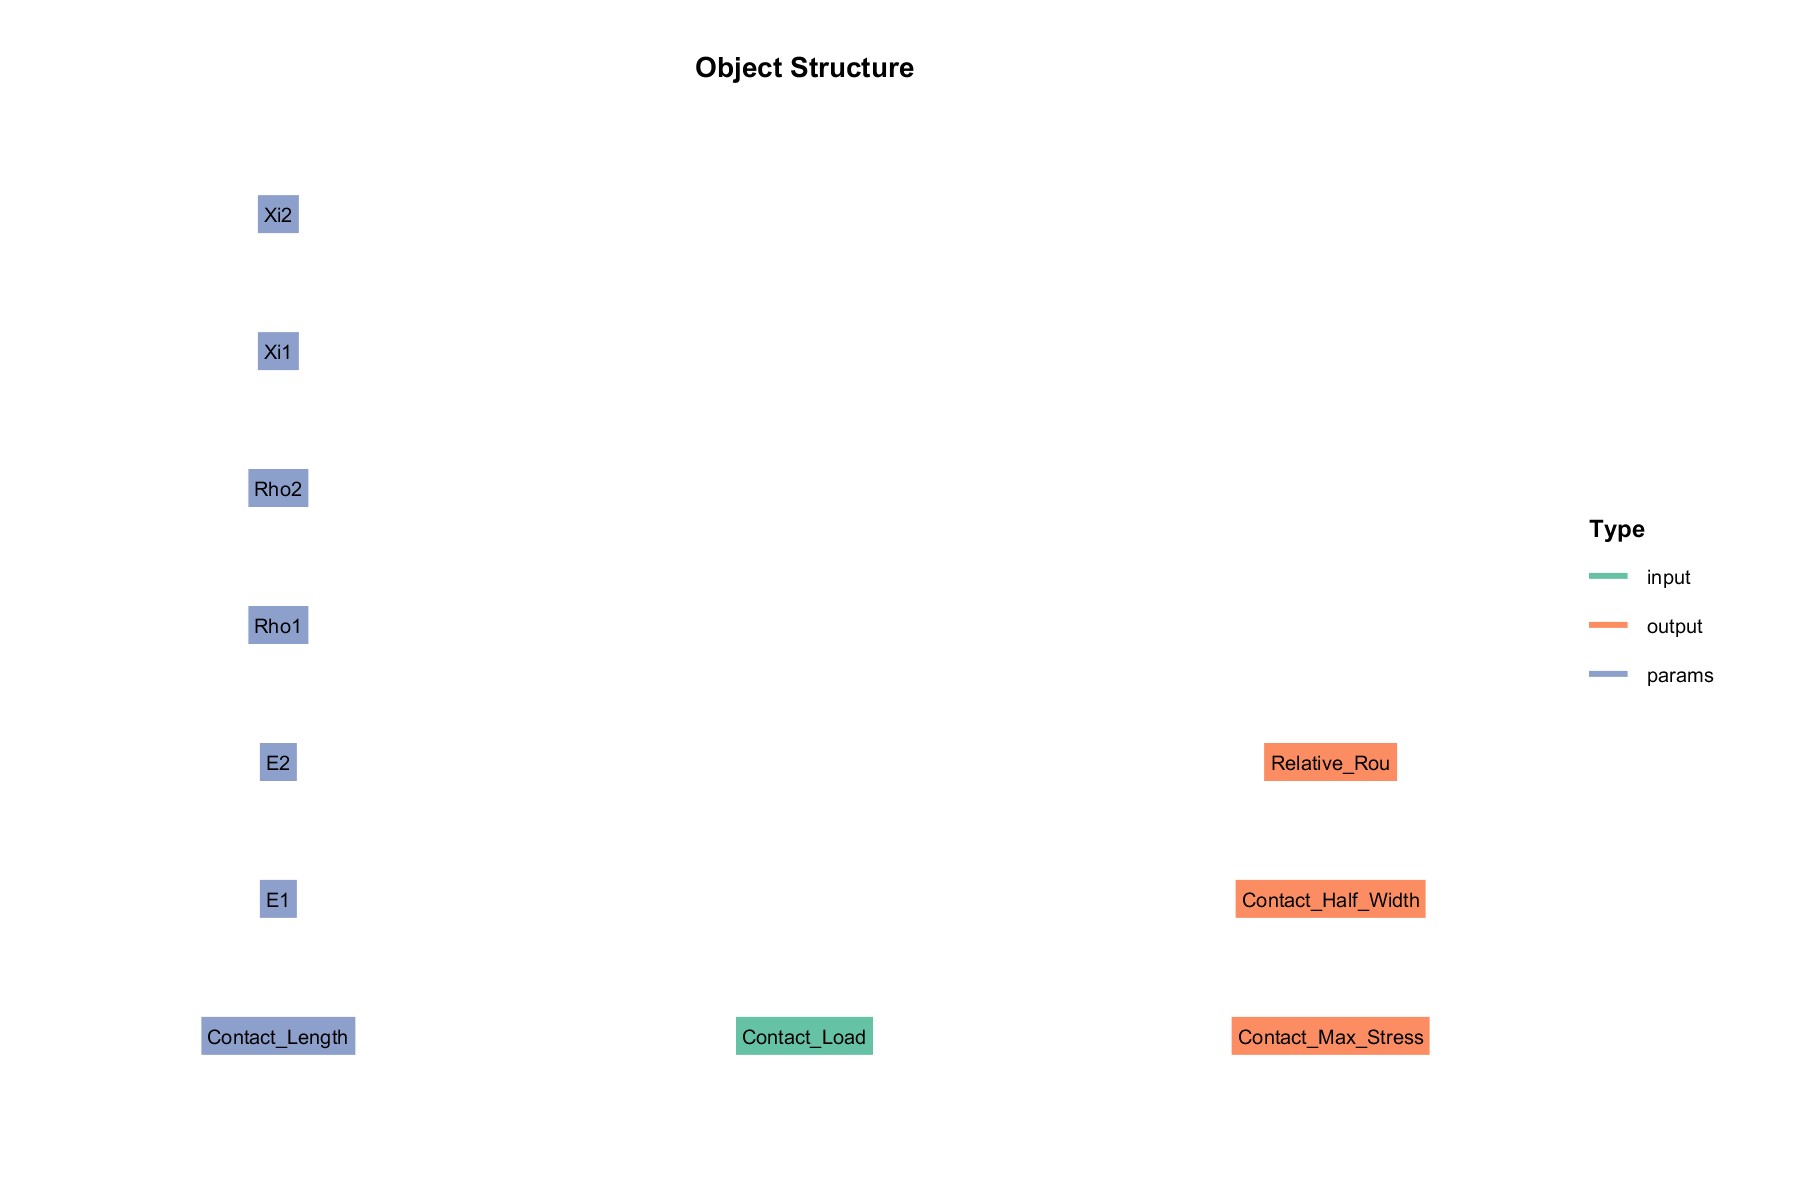 Object Structure
Xi2
Xi1
Rho2
Rho1
E2
E1
Contact_Length
Contact_Load
Relative_Rou
Contact_Half_Width
Contact_Max_Stress
Type
input
output
params